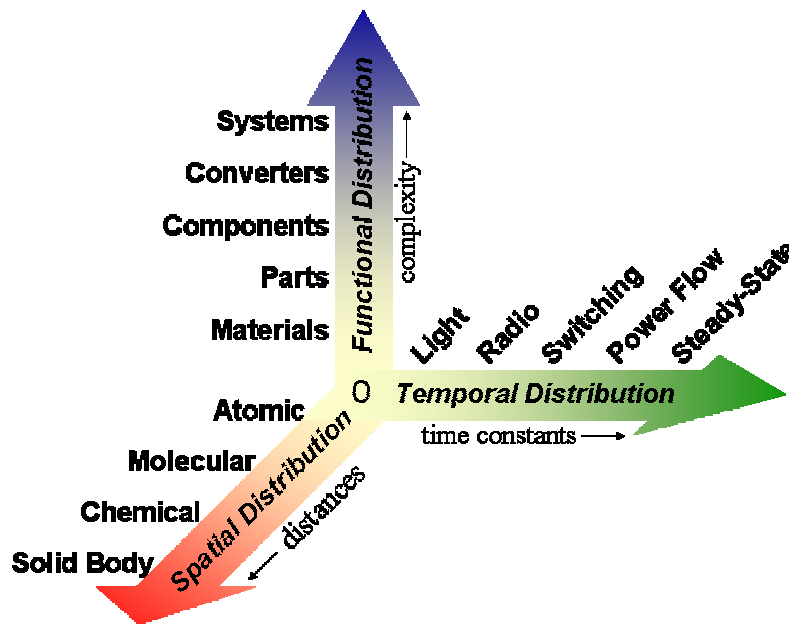 Functional Distribution
complexity
Systems
Converters
Components
Parts
Materials
Light
Radio
Switching
Power Flow
Steady-State
O
Temporal Distribution
time constants
Atomic
Molecular
Chemical
Solid Body
Spatial Distribution
distances